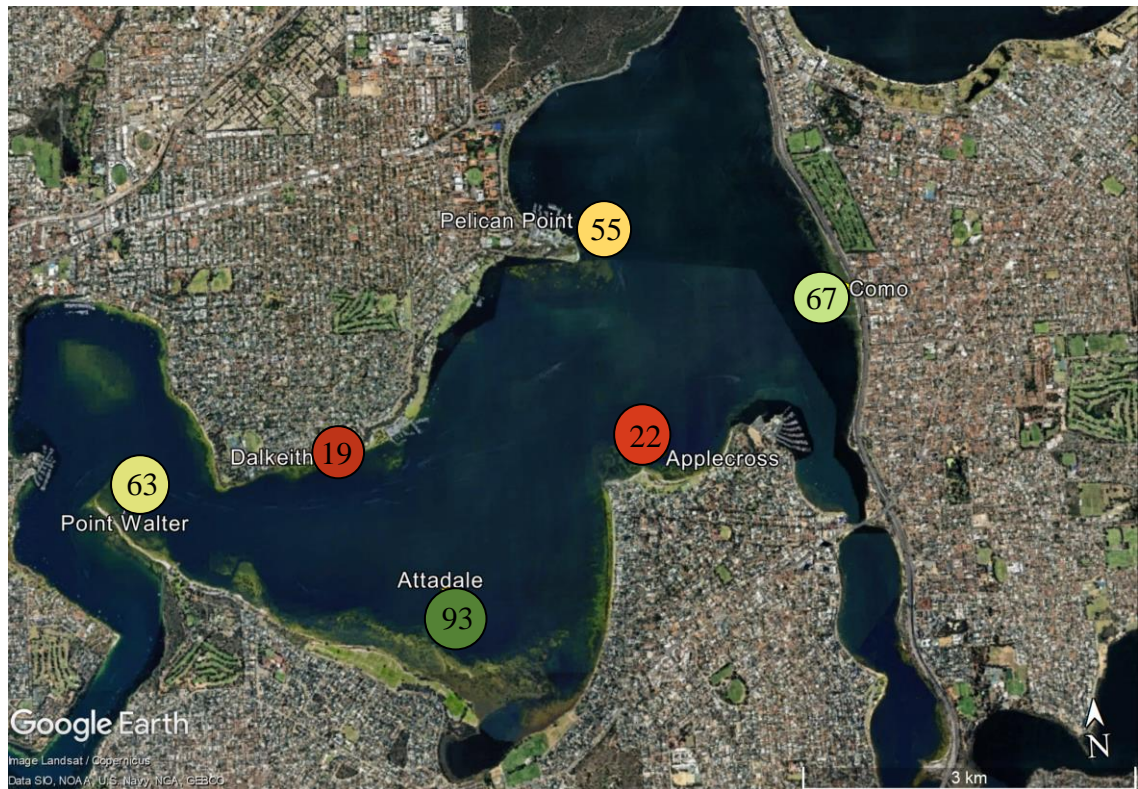 Pelican Point
55
67
Como
Dalkeith
19
22
Applecross
63
Point Walter
Attadale
93
Google Earth
Image Landsat / Copernicus
Data SIO, NOAA, U.S. Navy, NGA, GEBCO
N
3 km